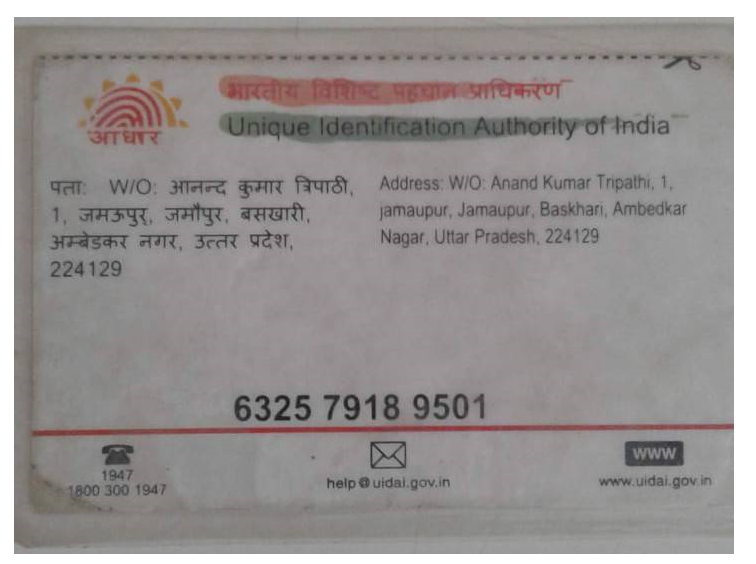 भारतीय विशिष्ट पहचान प्राधिकरण
Unique Identification Authority of India
आधार
पता: W/O: आनन्द कुमार त्रिपाठी,
1, जमऊपुर, जमौपुर, बसखारी,
अम्बेडकर नगर, उत्तर प्रदेश,
224129
Address: W/O: Anand Kumar Tripathi, 1,
jamaupur, Jamaupur, Baskhari, Ambedkar
Nagar, Uttar Pradesh, 224129
6325 7918 9501
1947
1800 300 1947
help@uidai.gov.in
WWW
www.uidai.gov.in